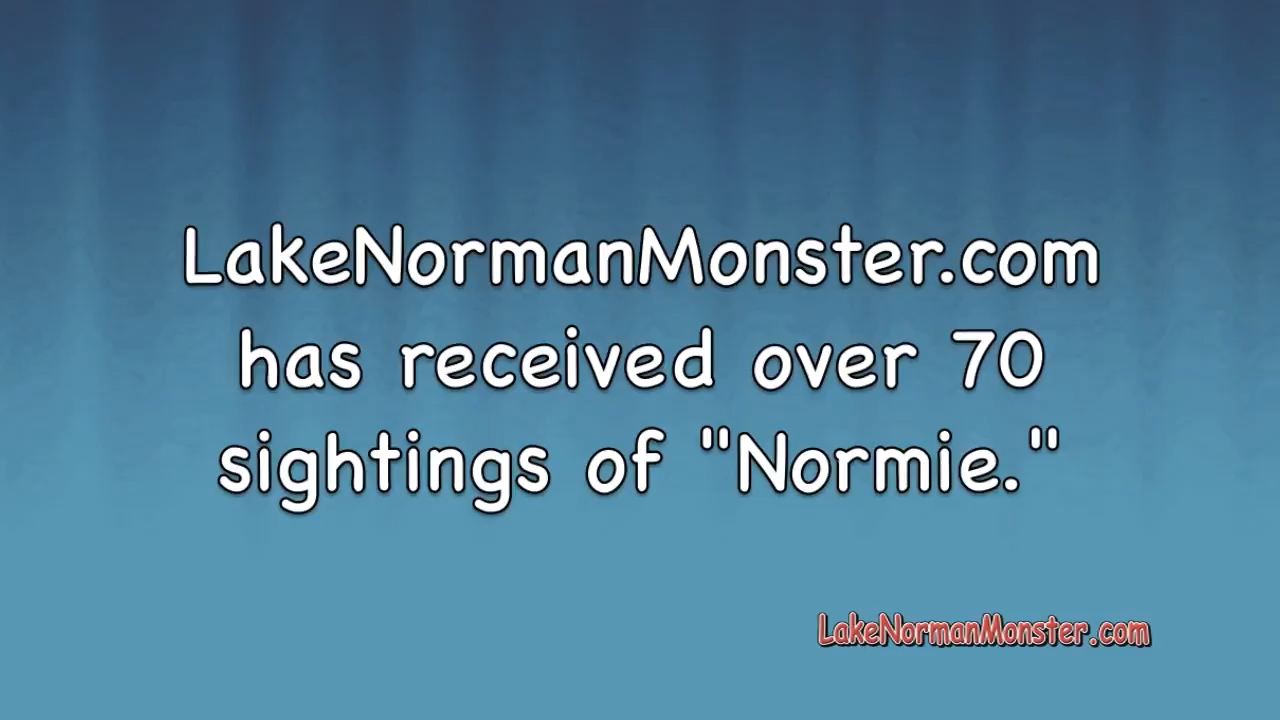 LakeNormanMonster.com
has received over 70
sightings of "Normie."
LakeNormanMonster.com